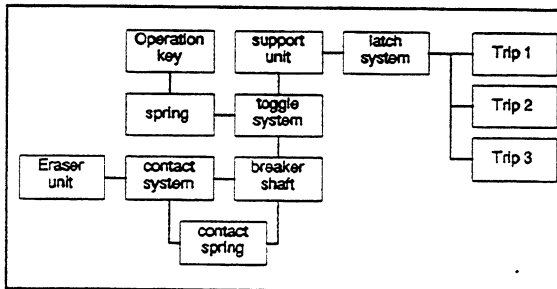 Operation
key
support
unit
latch
system
Trip 1
spring
toggle
system
Trip 2
Eraser
unit
contact
system
breaker
shaft
Trip 3
contact
spring